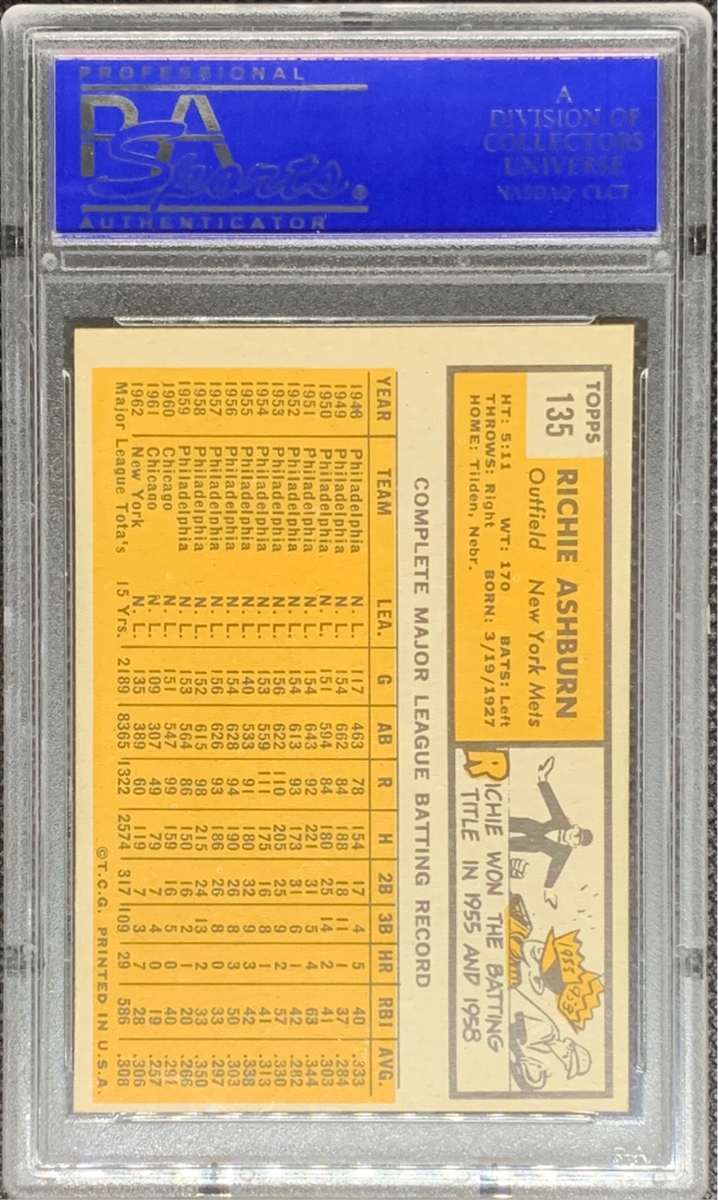 PROFESSIONAL
PSA
Sports
AUTHENTICATOR
A
DIVISION OF
COLLECTORS
UNIVERSE
NASDAQ: CLCT
TOPPS
135
RICHIE ASHBURN
Outfield New York Mets
HT: 5:11 WT: 170 BATS: Left
THROWS: Right BORN: 3/19/1927
HOME: Tilden, Nebr.
1955 1958
RICHIE WON THE BATTING
TITLE IN 1955 AND 1958.
COMPLETE MAJOR LEAGUE BATTING RECORD
YEAR TEAM LEA. G AB R H 2B 3B HR RBI AVG.
1948 Philadelphia N. L. 117 463 78 154 17 4 2 40 .333
1949 Philadelphia N. L. 154 662 84 188 18 11 1 37 .284
1950 Philadelphia N. L. 151 594 84 180 25 14 2 41 .303
1951 Philadelphia N. L. 154 643 92 221 31 5 4 63 .344
1952 Philadelphia N. L. 154 613 93 173 31 6 1 42 .282
1953 Philadelphia N. L. 156 622 110 205 25 9 2 57 .330
1954 Philadelphia N. L. 153 559 111 175 16 8 1 41 .313
1955 Philadelphia N. L. 140 533 91 180 32 9 3 42 .338
1956 Philadelphia N. L. 154 628 94 190 26 8 3 50 .303
1957 Philadelphia N. L. 156 626 93 186 26 8 0 33 .297
1958 Philadelphia N. L. 152 615 98 215 24 13 2 33 .350
1959 Philadelphia N. L. 153 564 86 150 16 2 1 20 .266
1960 Chicago N. L. 151 547 99 159 16 5 0 40 .291
1961 Chicago N. L. 109 307 49 79 7 4 0 19 .257
1962 New York N. L. 135 389 60 119 7 3 7 28 .306
Major League Tota's 15 Yrs. 2189 8365 1322 2574 317 109 29 586 .308
©T.C.G. PRINTED IN U.S.A.